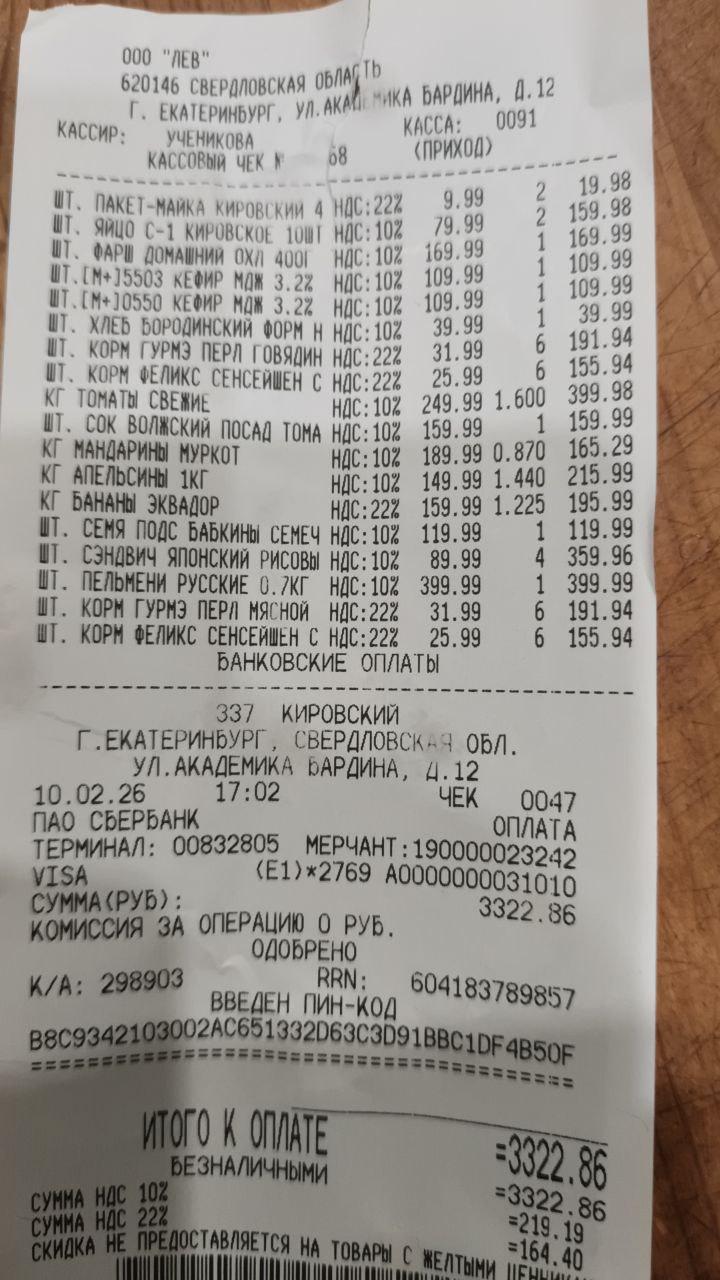 ООО "ЛЕВ"
620146 СВЕРДЛОВСКАЯ ОБЛАСТЬ
Г. ЕКАТЕРИНБУРГ, УЛ.АКАДЕМИКА БАРДИНА, Д.12
КАССИР: УЧЕНИКОВА КАССА: 0091
КАССОВЫЙ ЧЕК № 68 (ПРИХОД)
ШТ. ПАКЕТ-МАЙКА КИРОВСКИЙ 4 НДС:22% 9.99 2 19.98
ШТ. ЯЙЦО С-1 КИРОВСКОЕ 10ШТ НДС:10% 79.99 2 159.98
ШТ. ФАРШ ДОМАШНИЙ ОХЛ 400Г НДС:10% 169.99 1 169.99
ШТ.[М+]5503 КЕФИР МДЖ 3.2% НДС:10% 109.99 1 109.99
ШТ.[М+]0550 КЕФИР МДЖ 3.2% НДС:10% 109.99 1 109.99
ШТ. ХЛЕБ БОРОДИНСКИЙ ФОРМ Н НДС:10% 39.99 1 39.99
ШТ. КОРМ ГУРМЭ ПЕРЛ ГОВЯДИН НДС:22% 31.99 6 191.94
ШТ. КОРМ ФЕЛИКС СЕНСЕЙШЕН С НДС:22% 25.99 6 155.94
КГ ТОМАТЫ СВЕЖИЕ НДС:10% 249.99 1.600 399.98
ШТ. СОК ВОЛЖСКИЙ ПОСАД ТОМА НДС:10% 159.99 1 159.99
КГ МАНДАРИНЫ МУРКОТ НДС:10% 189.99 0.870 165.29
КГ АПЕЛЬСИНЫ 1КГ НДС:10% 149.99 1.440 215.99
КГ БАНАНЫ ЭКВАДОР НДС:22% 159.99 1.225 195.99
ШТ. СЕМЯ ПОДС БАБКИНЫ СЕМЕЧ НДС:10% 119.99 1 119.99
ШТ. СЭНДВИЧ ЯПОНСКИЙ РИСОВЫ НДС:10% 89.99 4 359.96
ШТ. ПЕЛЬМЕНИ РУССКИЕ 0.7КГ НДС:10% 399.99 1 399.99
ШТ. КОРМ ГУРМЭ ПЕРЛ МЯСНОЙ НДС:22% 31.99 6 191.94
ШТ. КОРМ ФЕЛИКС СЕНСЕЙШЕН С НДС:22% 25.99 6 155.94
БАНКОВСКИЕ ОПЛАТЫ
337 КИРОВСКИЙ
Г.ЕКАТЕРИНБУРГ, СВЕРДЛОВСКАЯ ОБЛ.
УЛ.АКАДЕМИКА БАРДИНА, Д.12
10.02.26 17:02 ЧЕК 0047
ПАО СБЕРБАНК ОПЛАТА
ТЕРМИНАЛ: 00832805 МЕРЧАНТ:190000023242
VISA (E1)*2769 A0000000031010
СУММА(РУБ): 3322.86
КОМИССИЯ ЗА ОПЕРАЦИЮ 0 РУБ.
ОДОБРЕНО
К/А: 298903 RRN: 604183789857
ВВЕДЕН ПИН-КОД
B8C9342103002AC651332D63C3D91BBC1DF4B50F
ИТОГО К ОПЛАТЕ =3322.86
БЕЗНАЛИЧНЫМИ =3322.86
СУММА НДС 10% =219.19
СУММА НДС 22% =164.40
СКИДКА НЕ ПРЕДОСТАВЛЯЕТСЯ НА ТОВАРЫ С ЖЕЛТЫМИ